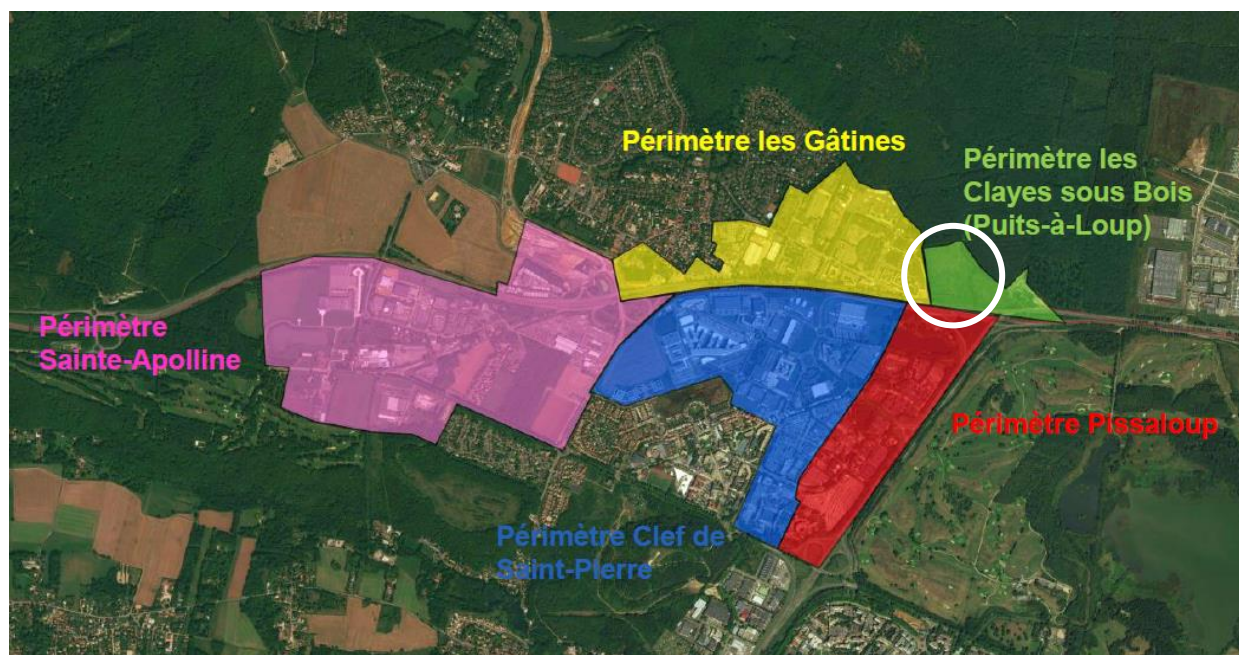 Périmètre les Gâtines
Périmètre les
Clayes sous Bois
(Puits-à-Loup)
Périmètre
Sainte-Apolline
Périmètre Pissaloup
Périmètre Clef de
Saint-Pierre